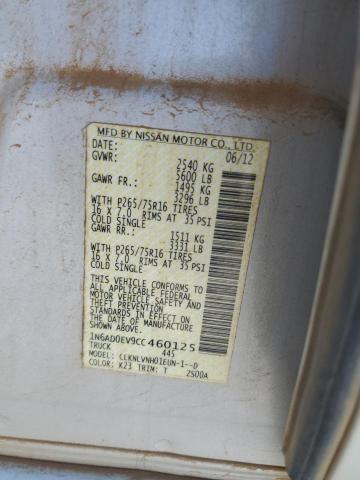 MFD BY NISSAN MOTOR CO., LTD.
DATE: 06/12
GVWR: 2540 KG
5600 LB
GAWR FR.: 1495 KG
3296 LB
WITH P265/75R16 TIRES
16 X 7.0 RIMS AT 35 PSI
COLD SINGLE
GAWR RR.: 1511 KG
3331 LB
WITH P265/75R16 TIRES
16 X 7.0 RIMS AT 35 PSI
COLD SINGLE
THIS VEHICLE CONFORMS TO
ALL APPLICABLE FEDERAL
MOTOR VEHICLE SAFETY AND
THEFT PREVENTION STANDARDS
IN EFFECT ON THE DATE OF
MANUFACTURE SHOWN ABOVE.
1N6AD0EV9CC460125
TRUCK 445
MODEL: CLKNLVNH01EUN-1--D
COLOR: K23 TRIM: T 2500A